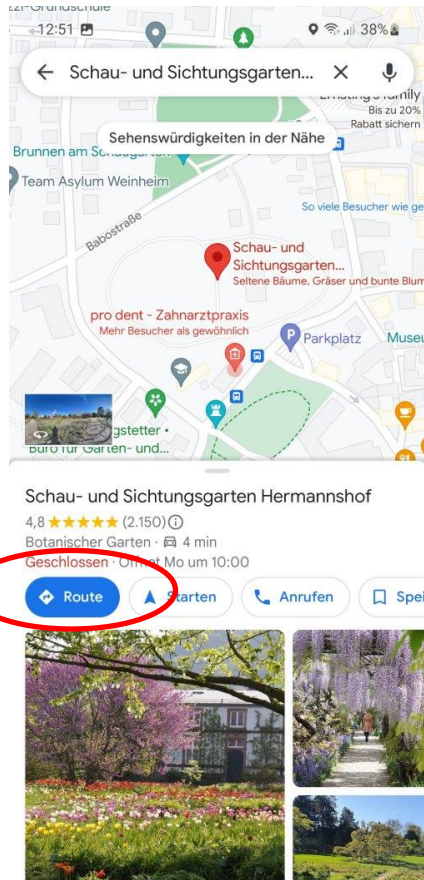 12:51
38%
Schau- und Sichtungsgarten...
Bis zu 20%
Rabatt sichern
Sehenswürdigkeiten in der Nähe
Brunnen am
Team Asylum Weinheim
So viele Besucher wie ge
Babostraße
Schau- und
Sichtungsgarten...
Seltene Bäume, Gräser und bunte Blum
pro dent - Zahnarztpraxis
Mehr Besucher als gewöhnlich
P
Parkplatz
Museu
gstetter •
Büro für Garten- und...
Schau- und Sichtungsgarten Hermannshof
4,8 ★★★★★ (2.150)
Botanischer Garten · 4 min
Geschlossen · Öffnet Mo um 10:00
Route
Starten
Anrufen
Spei